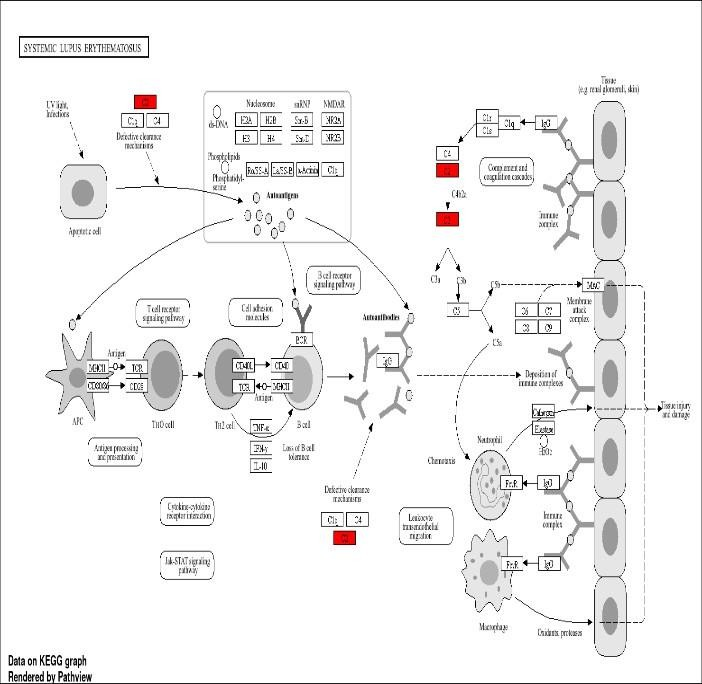 SYSTEMIC LUPUS ERYTHEMATOSUS
UV light,
Infections
C1q C4
Defective clearance
mechanisms
Apoptotic cell
Nucleosome snRNP NMDAR
ds-DNA
H2A H2B Sm-B NR2A
H3 H4 Sm-D NR2B
Phospholipids
Phosphatidyl-
serine
Ro/SS-A La/SS-B α-Actinin C1q
Autoantigens
Tissue
(e.g. renal glomeruli, skin)
C1r
C1s
C1q IgG
C4
C4b2a
Complement and
coagulation cascades
Immune
complex
C3a C3b
C5 C5b
C5a
MAC
C6 C7
C8 C9
Membrane
attack
complex
B cell receptor
signaling pathway
T cell receptor
signaling pathway
Cell adhesion
molecules
Autoantibodies
BCR
IgG
Antigen
MHCII TCR
CD80/86 CD28
CD40L CD40
TCR MHCII
Antigen
APC Th0 cell Th2 cell B cell
TNF-α
IFN-γ
IL-10
Loss of B cell
tolerance
Antigen processing
and presentation
Deposition of
immune complexes
Tissue injury
and damage
Elastase
H2O2
Neutrophil
Chemotaxis
FcγR IgG
Immune
complex
FcγR IgG
Macrophage
Oxidants, proteases
Leukocyte
transendothelial
migration
Defective clearance
mechanisms
C1q C4
Cytokine-cytokine
receptor interaction
Jak-STAT signaling
pathway
Data on KEGG graph
Rendered by Pathview